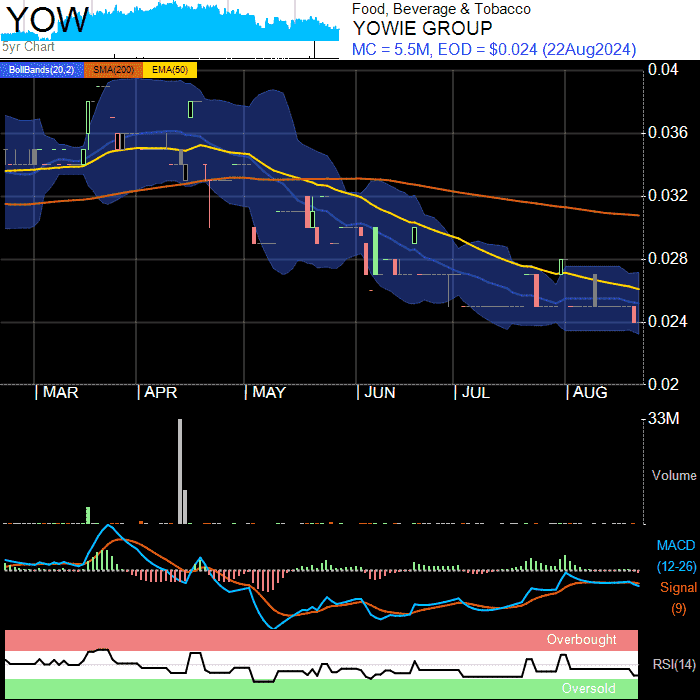 YOW
5yr Chart
Food, Beverage & Tobacco
YOWIE GROUP
MC = 5.5M, EOD = $0.024 (22Aug2024)
BollBands(20,2) SMA(200) EMA(50)
0.04
0.036
0.032
0.028
0.024
0.02
| MAR | APR | MAY | JUN | JUL | AUG
33M
Volume
MACD
(12-26)
Signal
(9)
Overbought
RSI(14)
Oversold